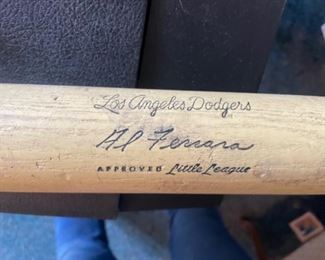 Los Angeles Dodgers
Al Ferrara
APPROVED Little League